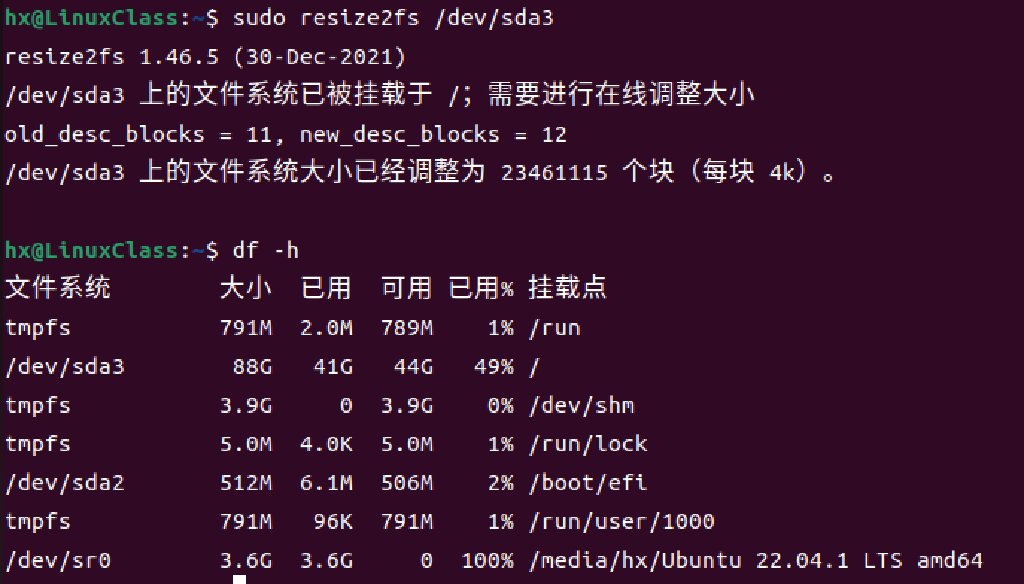 hx@LinuxClass:~$ sudo resize2fs /dev/sda3
resize2fs 1.46.5 (30-Dec-2021)
/dev/sda3 上的文件系统已被挂载于 /；需要进行在线调整大小
old_desc_blocks = 11, new_desc_blocks = 12
/dev/sda3 上的文件系统大小已经调整为 23461115 个块（每块 4k）。
hx@LinuxClass:~$ df -h
文件系统 大小 已用 可用 已用% 挂载点
tmpfs 791M 2.0M 789M 1% /run
/dev/sda3 88G 41G 44G 49% /
tmpfs 3.9G 0 3.9G 0% /dev/shm
tmpfs 5.0M 4.0K 5.0M 1% /run/lock
/dev/sda2 512M 6.1M 506M 2% /boot/efi
tmpfs 791M 96K 791M 1% /run/user/1000
/dev/sr0 3.6G 3.6G 0 100% /media/hx/Ubuntu 22.04.1 LTS amd64